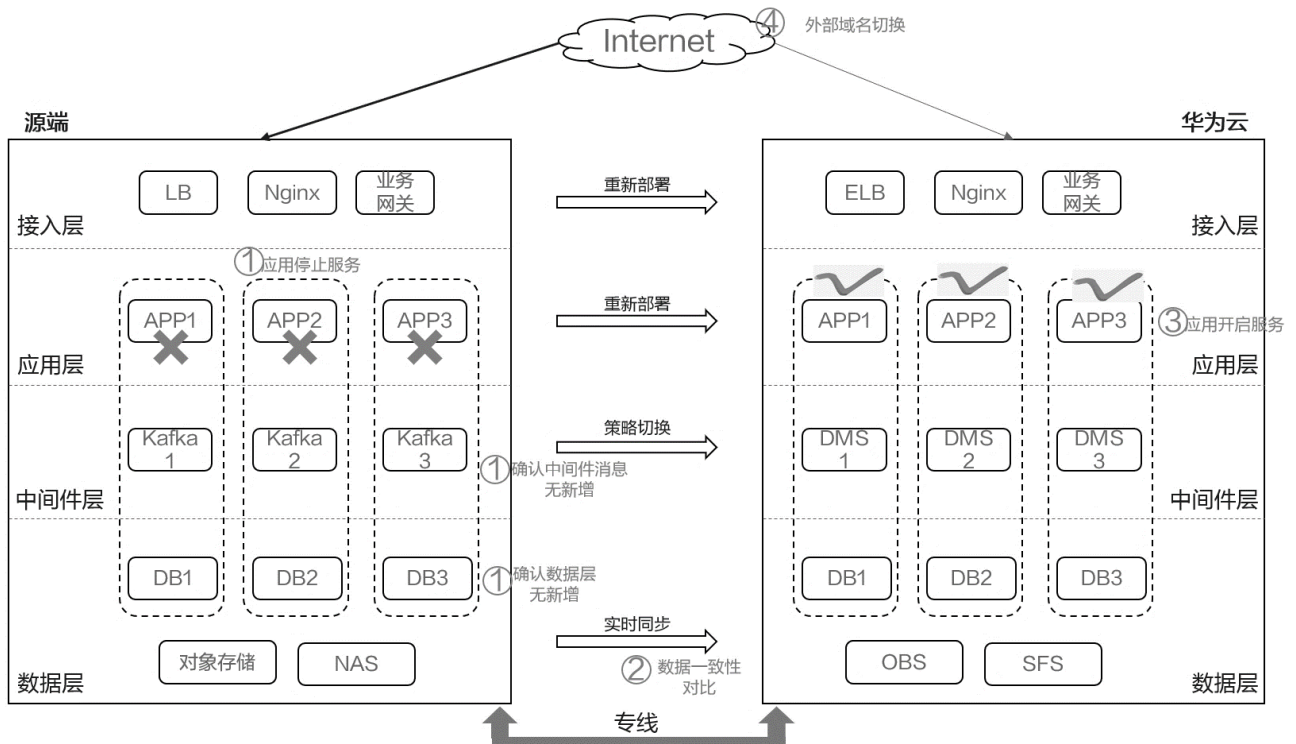 Internet
④ 外部域名切换
源端
华为云
LB
Nginx
业务
网关
接入层
重新部署
ELB
Nginx
业务
网关
接入层
①应用停止服务
APP1
APP2
APP3
应用层
重新部署
APP1
APP2
APP3
③应用开启服务
应用层
Kafka
1
Kafka
2
Kafka
3
①确认中间件消息
无新增
中间件层
策略切换
DMS
1
DMS
2
DMS
3
中间件层
DB1
DB2
DB3
①确认数据层
无新增
DB1
DB2
DB3
实时同步
②数据一致性
对比
对象存储
NAS
数据层
OBS
SFS
数据层
专线